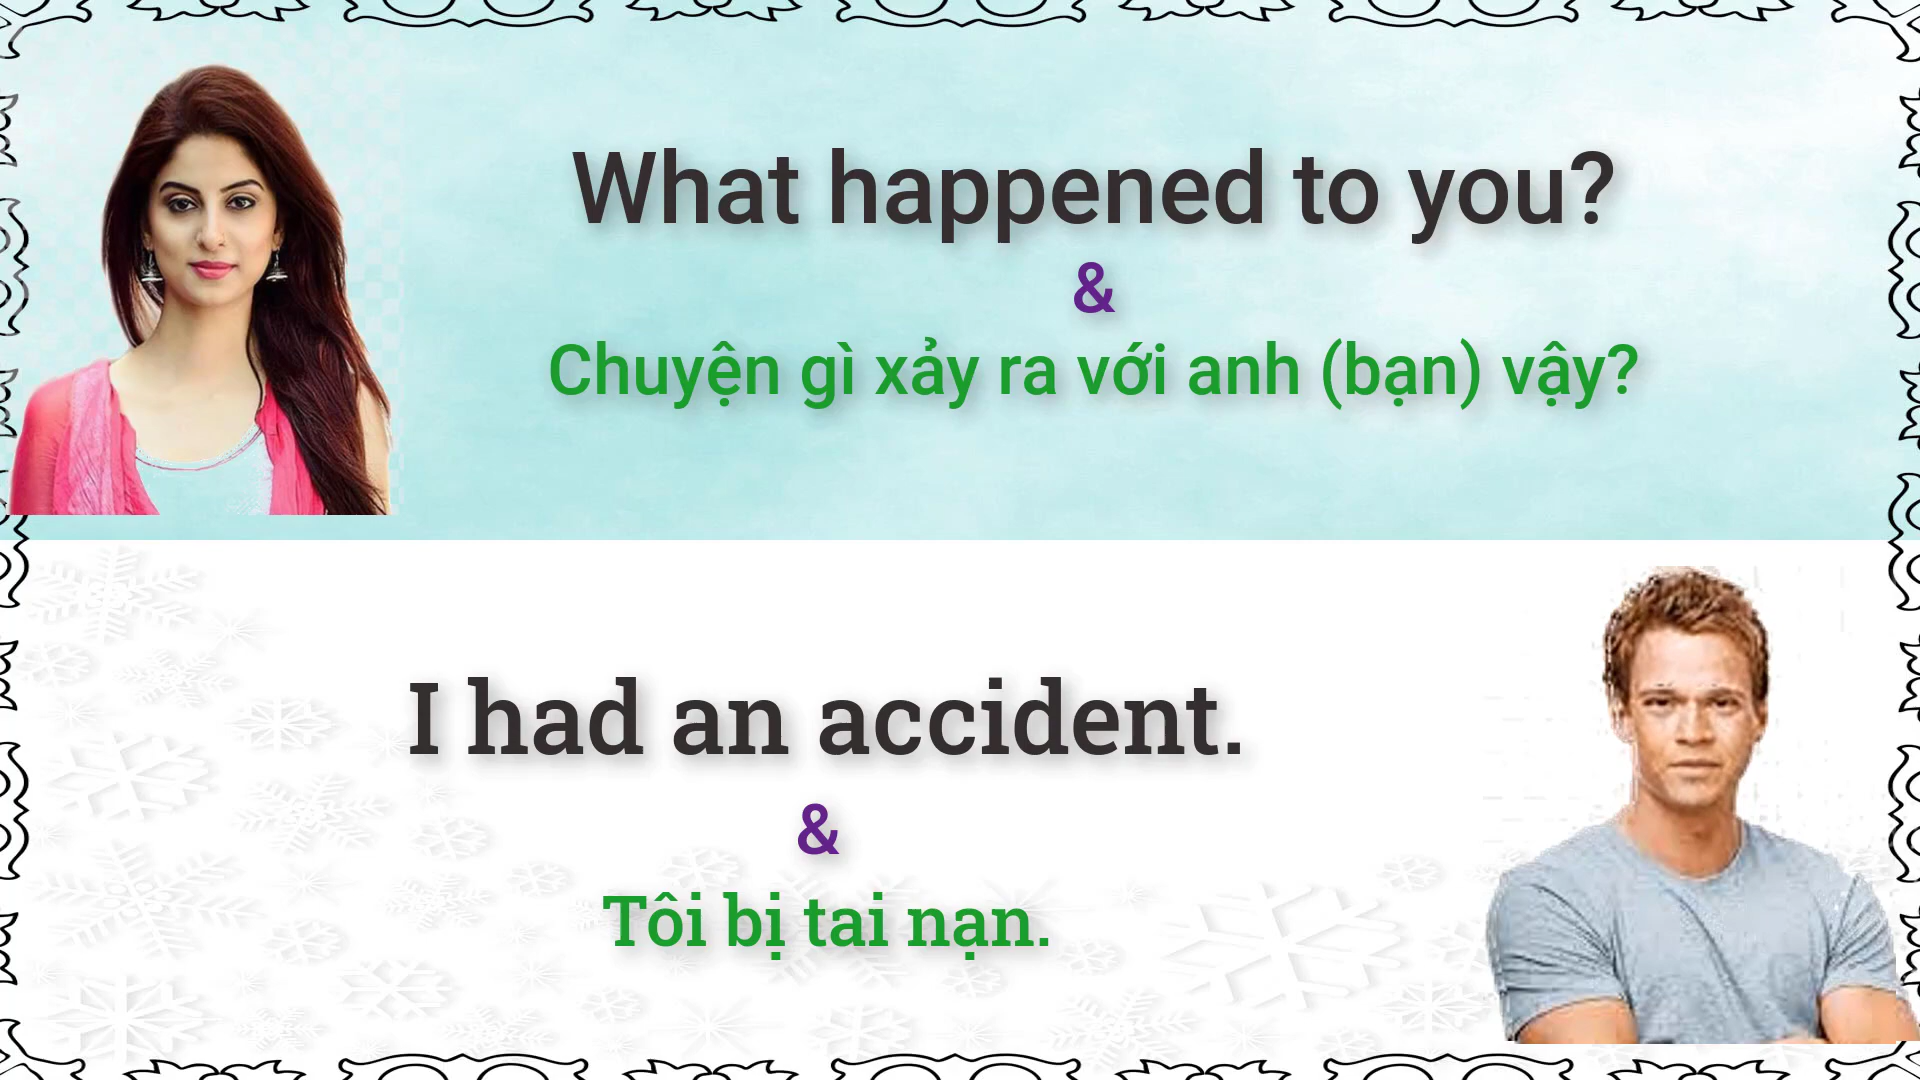 What happened to you?
&
Chuyện gì xảy ra với anh (bạn) vậy?
I had an accident.
&
Tôi bị tai nạn.